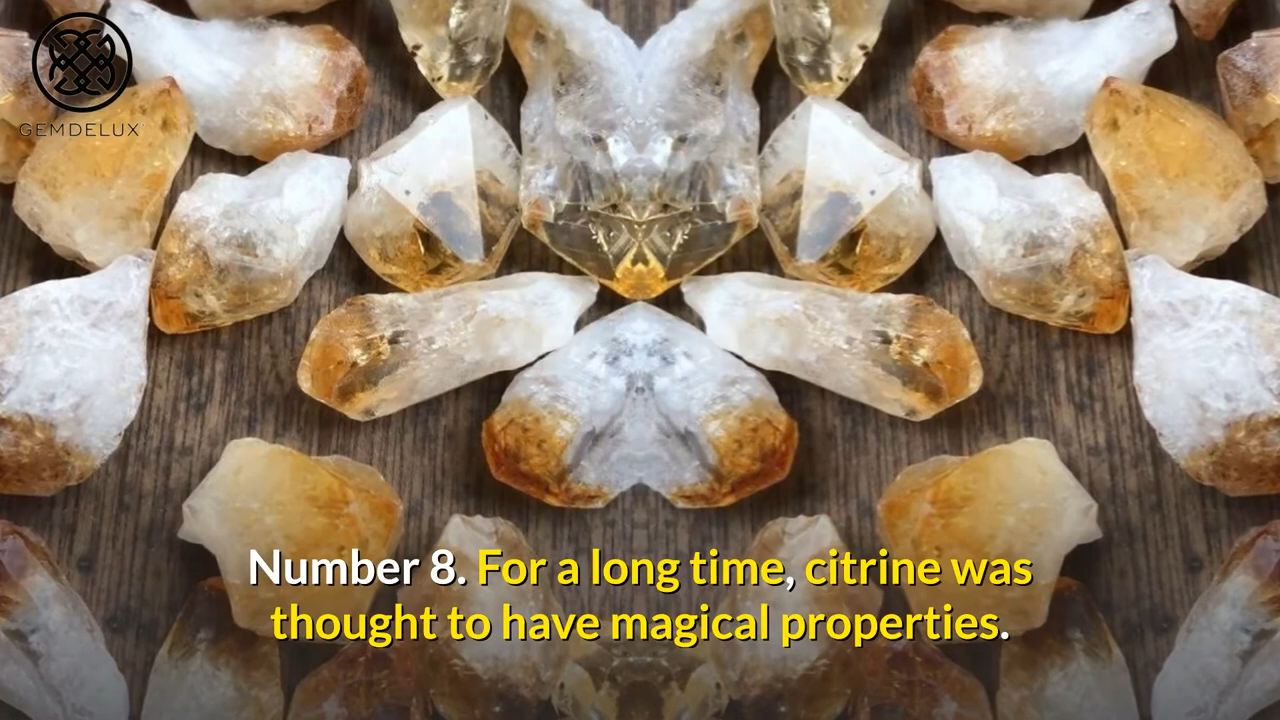 GEMDELUX
Number 8. For a long time, citrine was
thought to have magical properties.